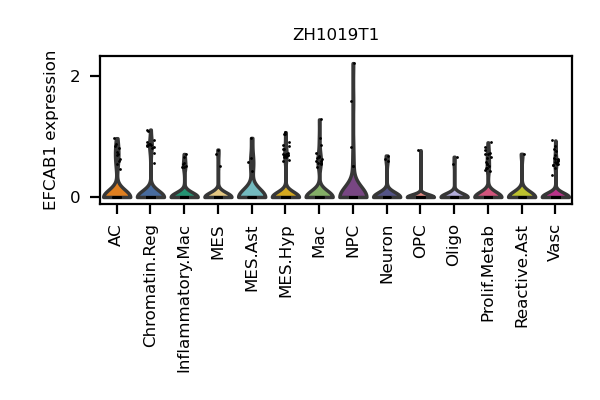 ZH1019T1
EFCAB1 expression
2
0
AC
Chromatin.Reg
Inflammatory.Mac
MES
MES.Ast
MES.Hyp
Mac
NPC
Neuron
OPC
Oligo
Prolif.Metab
Reactive.Ast
Vasc